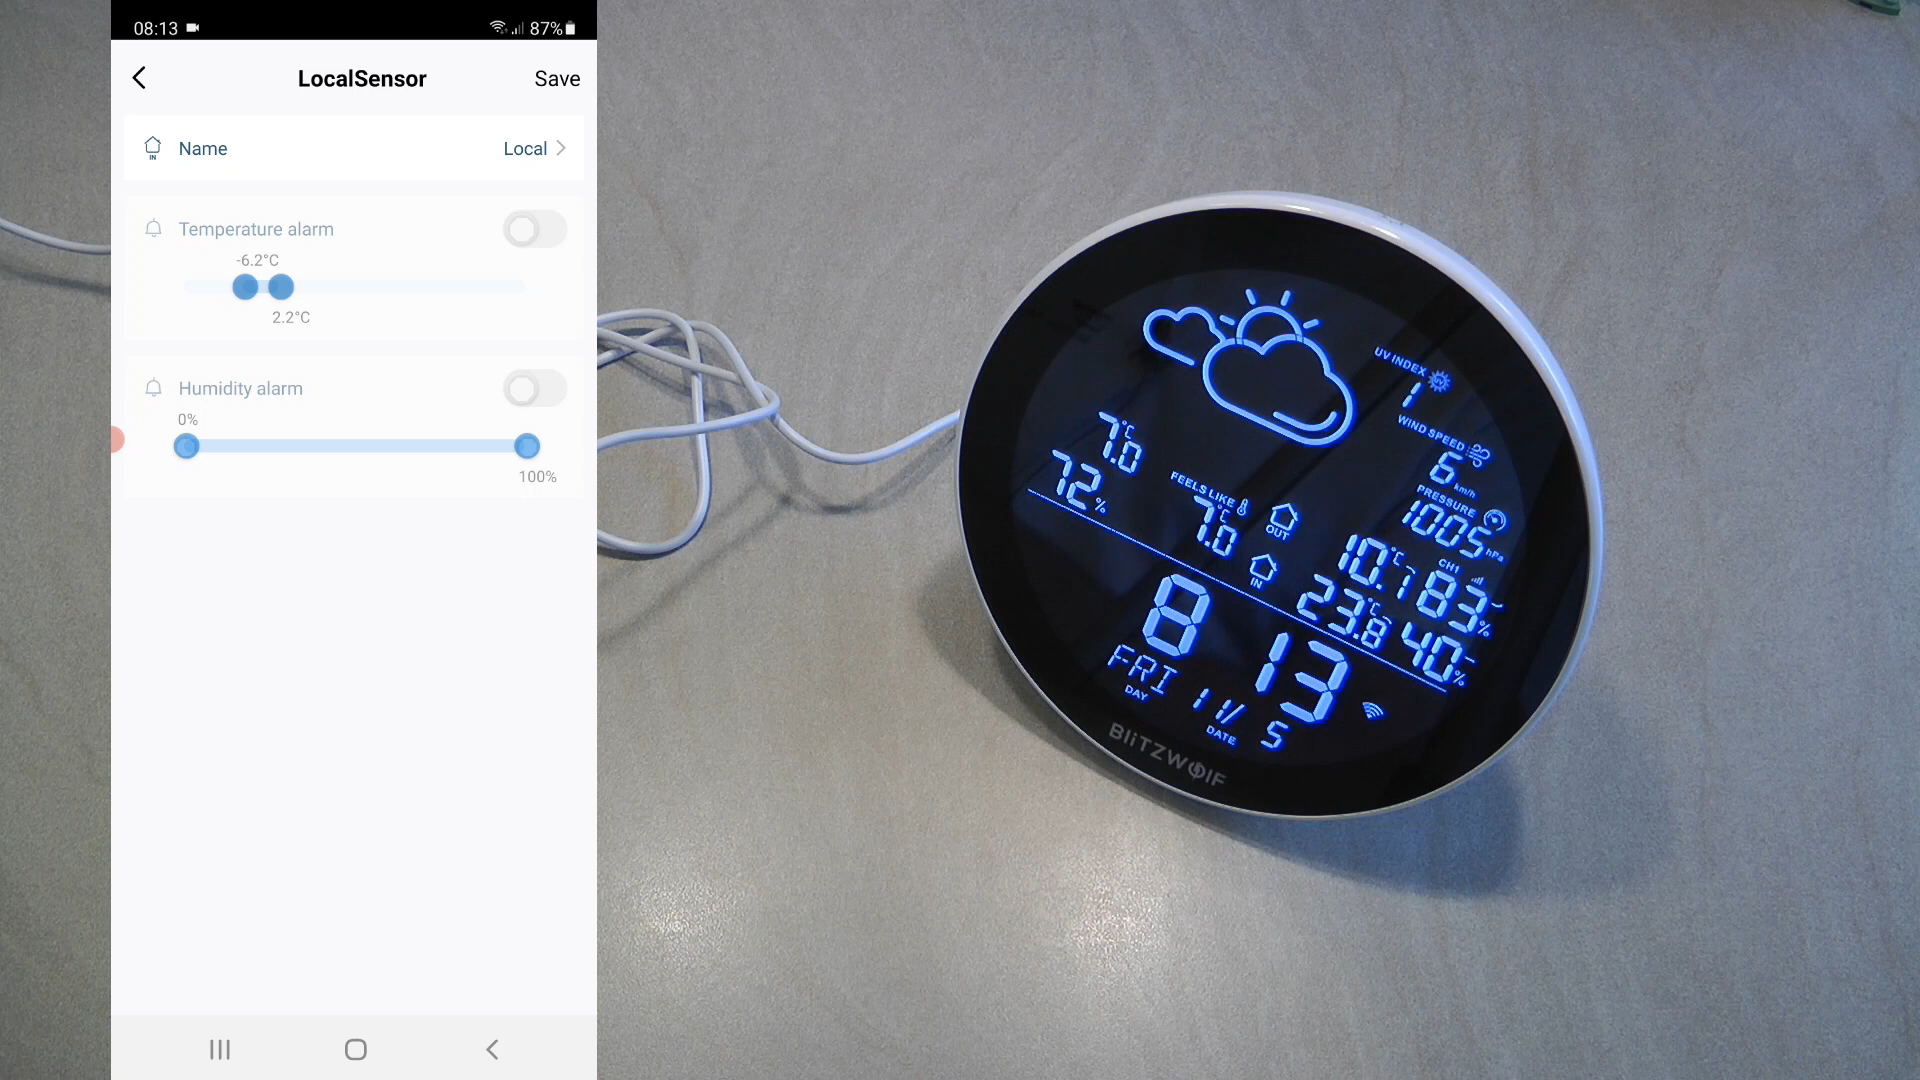 08:13 87%
LocalSensor Save
IN Name Local
Temperature alarm
-6.2°C
2.2°C
Humidity alarm
0%
100%
UV INDEX
1
WIND SPEED
6 km/h
PRESSURE
1005 hPa
7.0 °C
72%
FEELS LIKE
7.0 °C
OUT
IN
CH1
10.1 °C 83%
23.8 °C 40%
8 13
FRI 11/5
DAY DATE
BLiTZWOlF